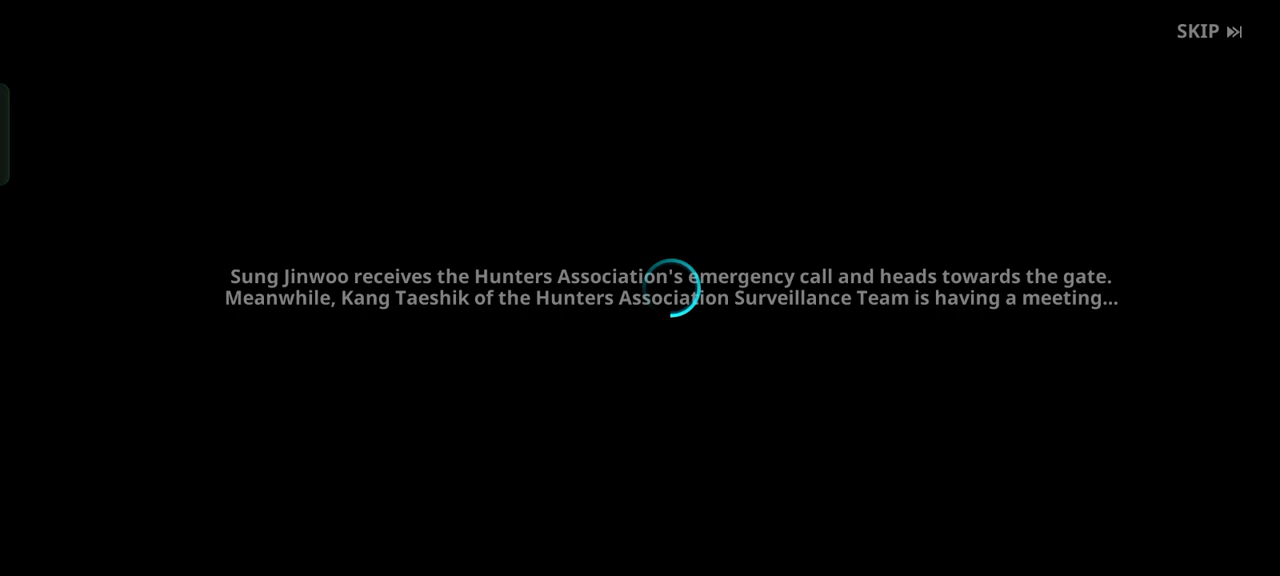 SKIP
Sung Jinwoo receives the Hunters Association's emergency call and heads towards the gate.
Meanwhile, Kang Taeshik of the Hunters Association Surveillance Team is having a meeting...